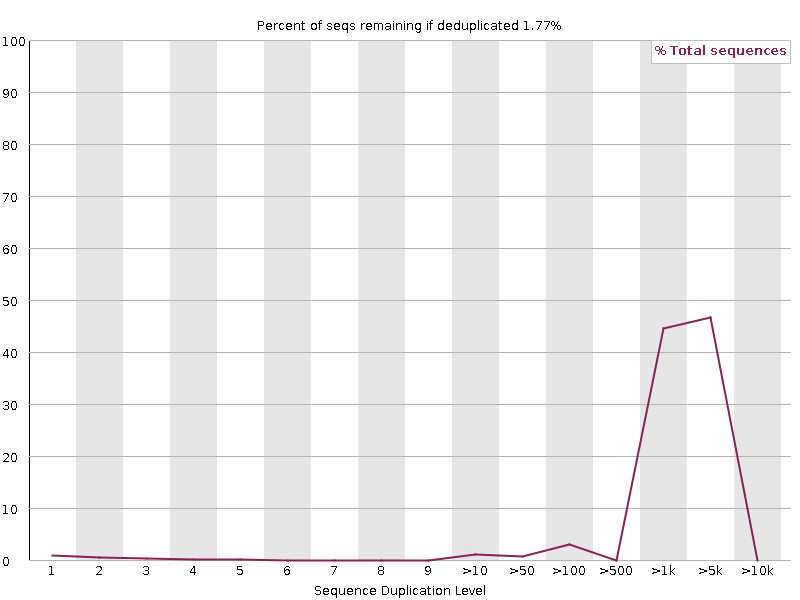 Percent of seqs remaining if deduplicated 1.77%
% Total sequences
100
90
80
70
60
50
40
30
20
10
0
1 2 3 4 5 6 7 8 9 >10 >50 >100 >500 >1k >5k >10k
Sequence Duplication Level